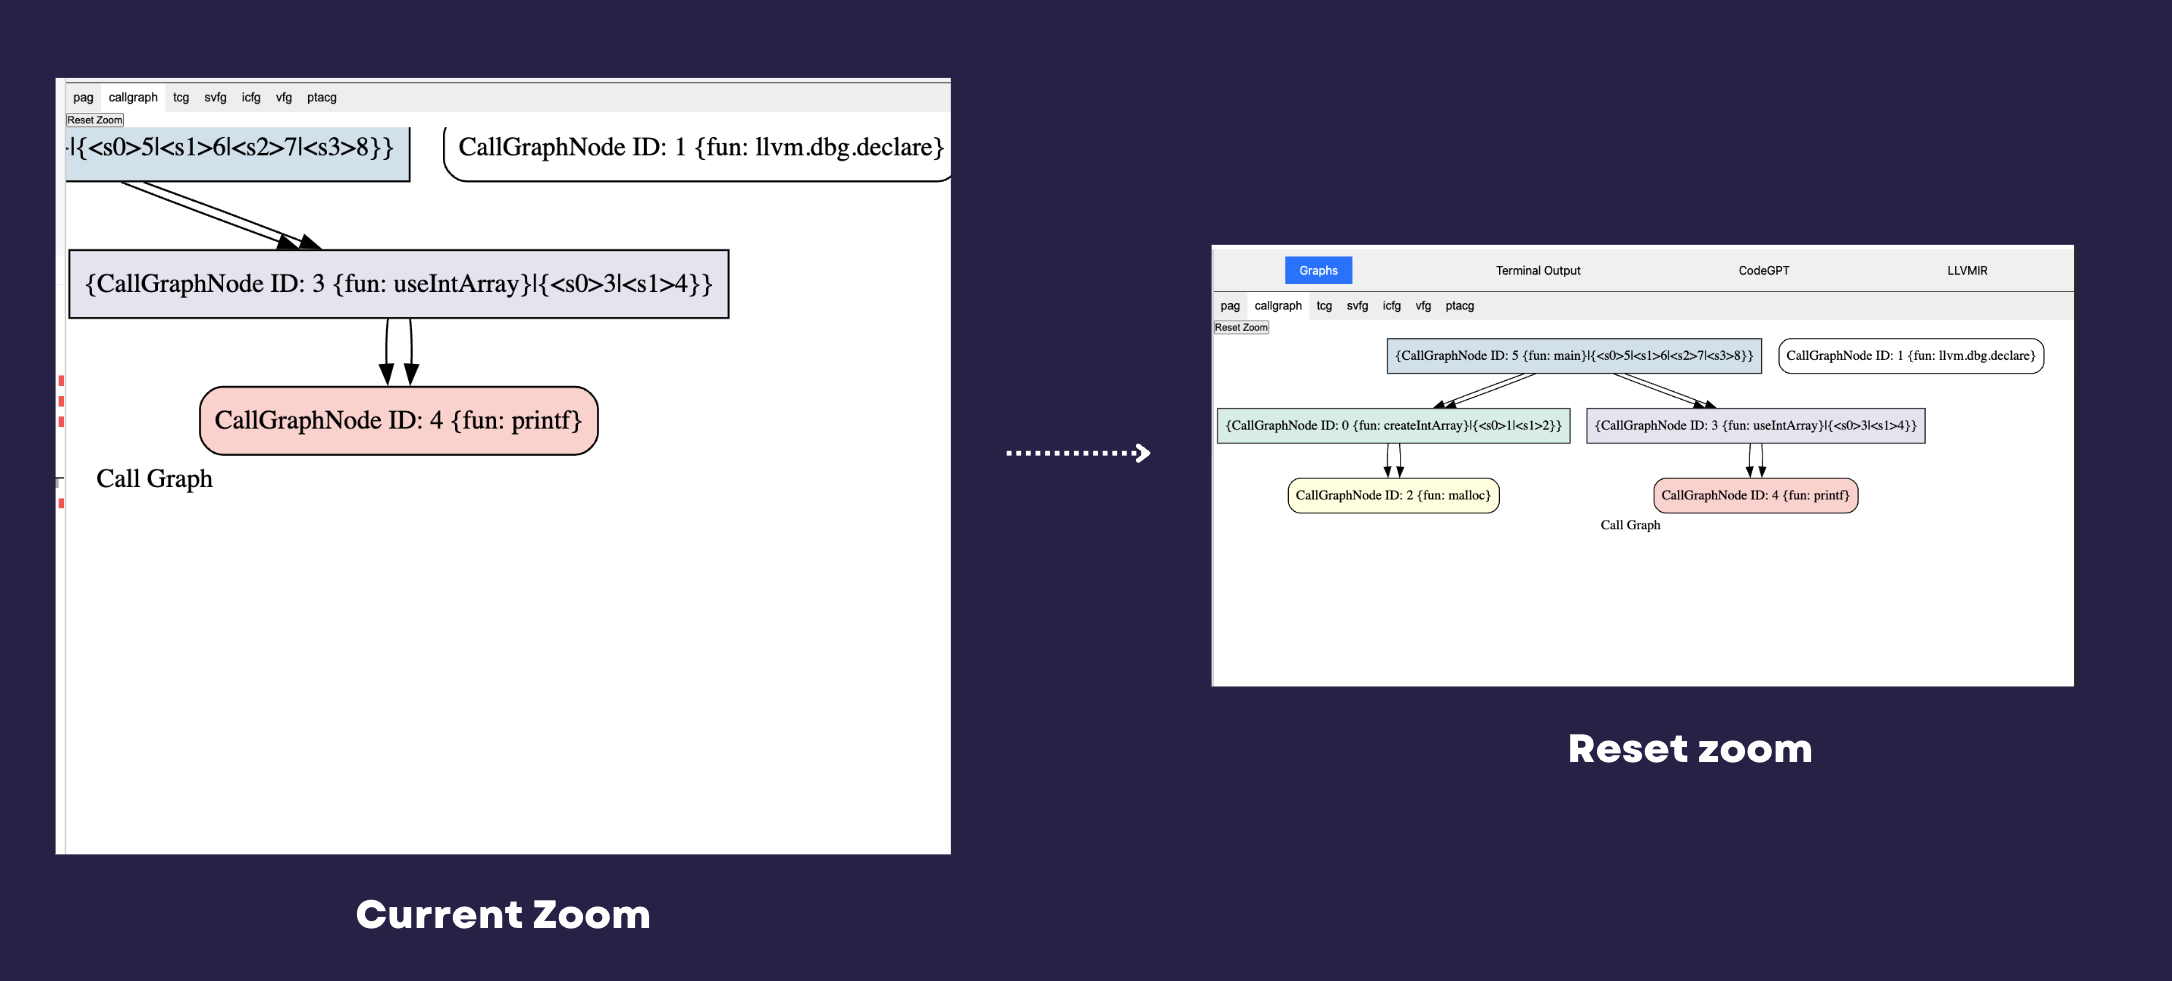 pag callgraph tcg svfg icfg vfg ptacg
Reset Zoom
|{<s0>5|<s1>6|<s2>7|<s3>8}}
CallGraphNode ID: 1 {fun: llvm.dbg.declare}
{CallGraphNode ID: 3 {fun: useIntArray}|{<s0>3|<s1>4}}
CallGraphNode ID: 4 {fun: printf}
Call Graph
Current Zoom
Graphs Terminal Output CodeGPT LLVMIR
pag callgraph tcg svfg icfg vfg ptacg
Reset Zoom
{CallGraphNode ID: 5 {fun: main}|{<s0>5|<s1>6|<s2>7|<s3>8}}
CallGraphNode ID: 1 {fun: llvm.dbg.declare}
{CallGraphNode ID: 0 {fun: createIntArray}|{<s0>1|<s1>2}}
{CallGraphNode ID: 3 {fun: useIntArray}|{<s0>3|<s1>4}}
CallGraphNode ID: 2 {fun: malloc}
CallGraphNode ID: 4 {fun: printf}
Call Graph
Reset zoom